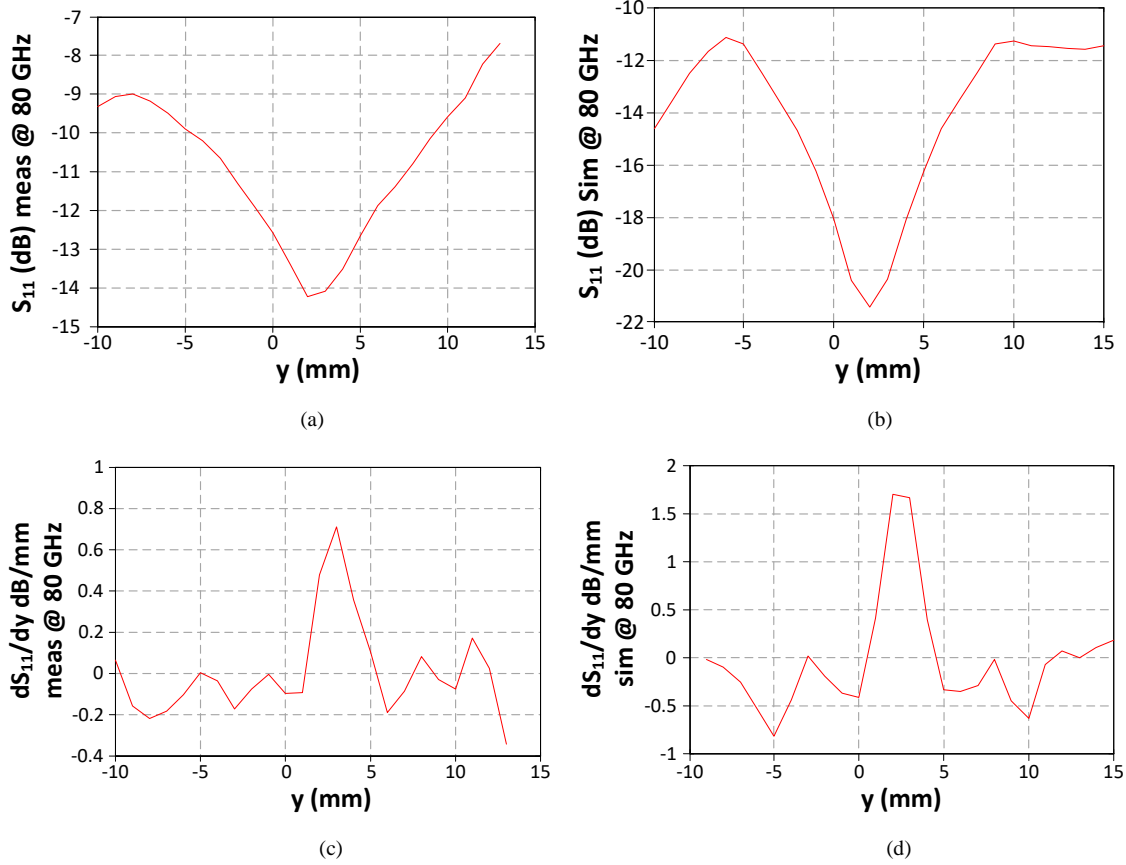 -7
-8
-9
-10
-11
-12
-13
-14
-15
-10 -5 0 5 10 15
S11 (dB) meas @ 80 GHz
y (mm)
(a)
-10
-12
-14
-16
-18
-20
-22
-10 -5 0 5 10 15
S11 (dB) Sim @ 80 GHz
y (mm)
(b)
1
0.8
0.6
0.4
0.2
0
-0.2
-0.4
-10 -5 0 5 10 15
dS11/dy dB/mm
meas @ 80 GHz
y (mm)
(c)
2
1.5
1
0.5
0
-0.5
-1
-10 -5 0 5 10 15
dS11/dy dB/mm
sim @ 80 GHz
y (mm)
(d)